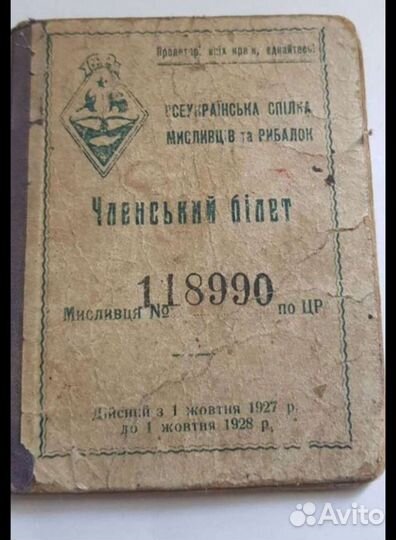 Пролетарі всіх країн, єднайтесь!
ВСЕУКРАЇНСЬКА СПІЛКА
МИСЛИВЦІВ та РИБАЛОК
Членський білет
118990
Мисливця № по ЦР
Дійсний з 1 жовтня 1927 р.
до 1 жовтня 1928 р.
Avito